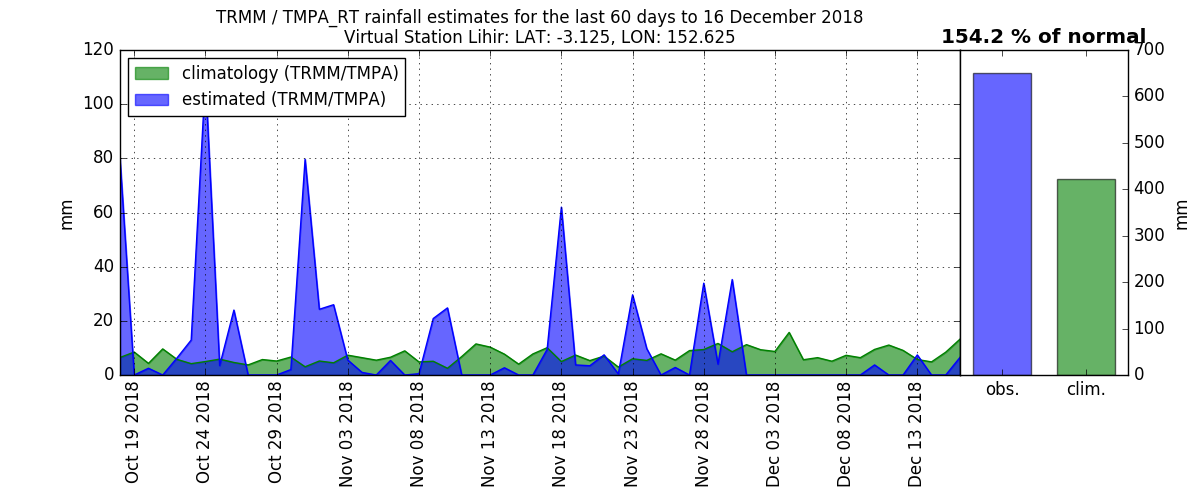 TRMM / TMPA_RT rainfall estimates for the last 60 days to 16 December 2018
Virtual Station Lihir: LAT: -3.125, LON: 152.625
154.2 % of normal
climatology (TRMM/TMPA)
estimated (TRMM/TMPA)
mm
120
100
80
60
40
20
0
Oct 19 2018
Oct 24 2018
Oct 29 2018
Nov 03 2018
Nov 08 2018
Nov 13 2018
Nov 18 2018
Nov 23 2018
Nov 28 2018
Dec 03 2018
Dec 08 2018
Dec 13 2018
700
600
500
400
300
200
100
0
mm
obs.
clim.